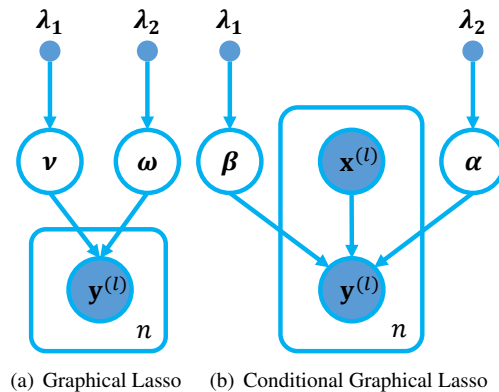 λ₁ λ₂ λ₁ λ₂
ν ω β x⁽ˡ⁾ α
y⁽ˡ⁾ y⁽ˡ⁾
n n
(a) Graphical Lasso (b) Conditional Graphical Lasso